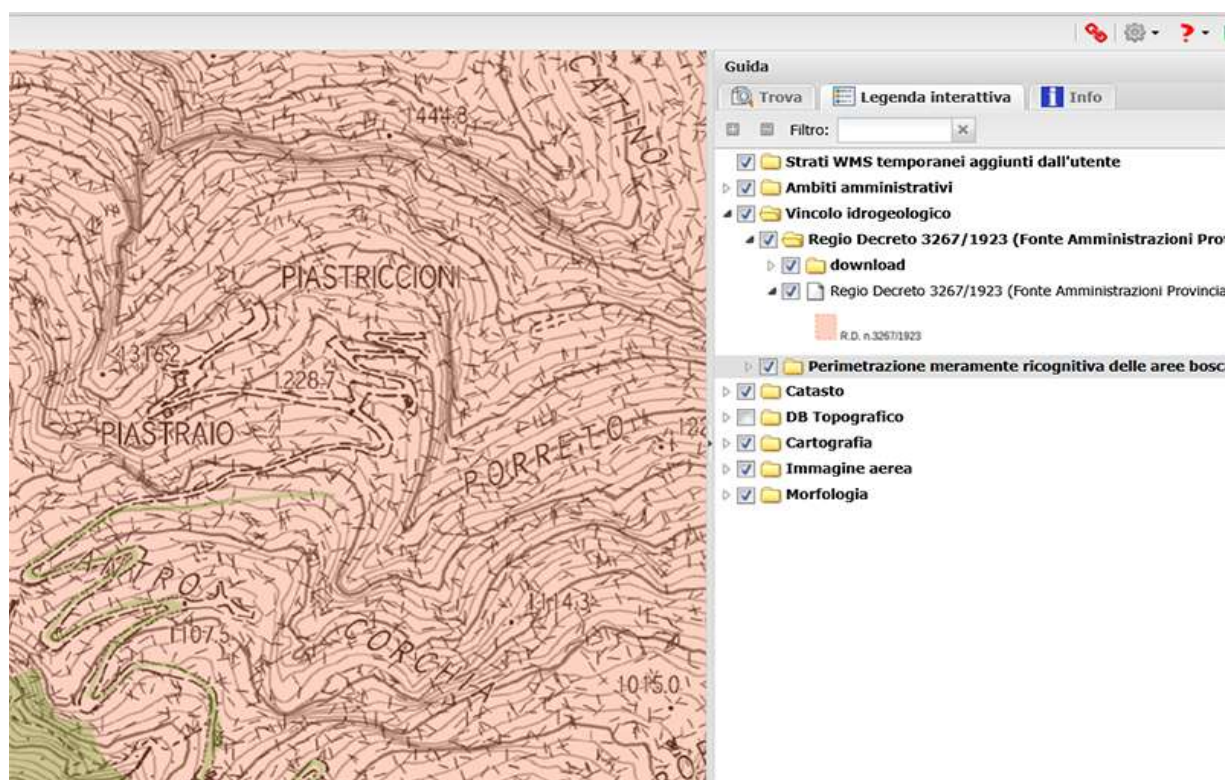 Guida
Trova
Legenda interattiva
Info
Filtro:
Strati WMS temporanei aggiunti dall'utente
Ambiti amministrativi
Vincolo idrogeologico
Regio Decreto 3267/1923 (Fonte Amministrazioni Pro
download
Regio Decreto 3267/1923 (Fonte Amministrazioni Provincia
R.D. n.3267/1923
Perimetrazione meramente ricognitiva delle aree bosc
Catasto
DB Topografico
Cartografia
Immagine aerea
Morfologia
1444.3
PIASTRICCIONI
1316.2
1228.7
PIASTRAIO
PORRETO
ANTRO
CORCHIA
1114.3
1107.5
1015.0